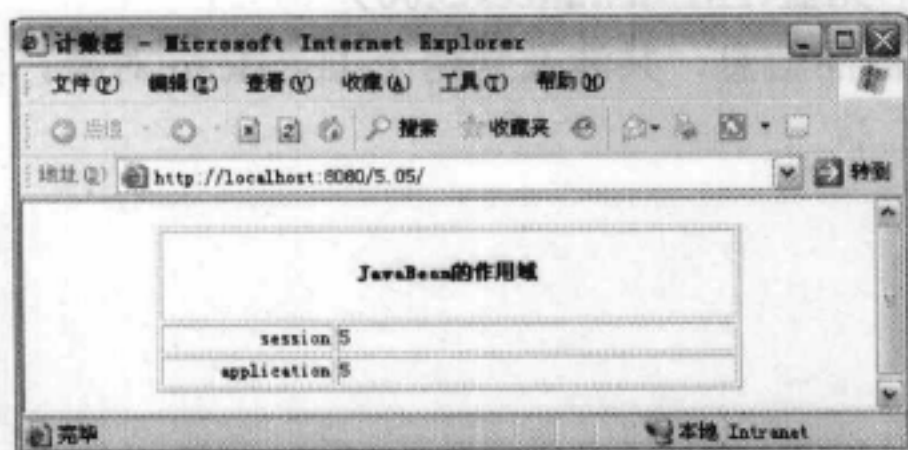 计数器 - Microsoft Internet Explorer
文件(F) 编辑(E) 查看(V) 收藏(A) 工具(T) 帮助(H)
搜索 收藏夹
地址(D) http://localhost:8080/5.05/ 转到
JavaBean的作用域
session 5
application 5
完毕 本地 Intranet